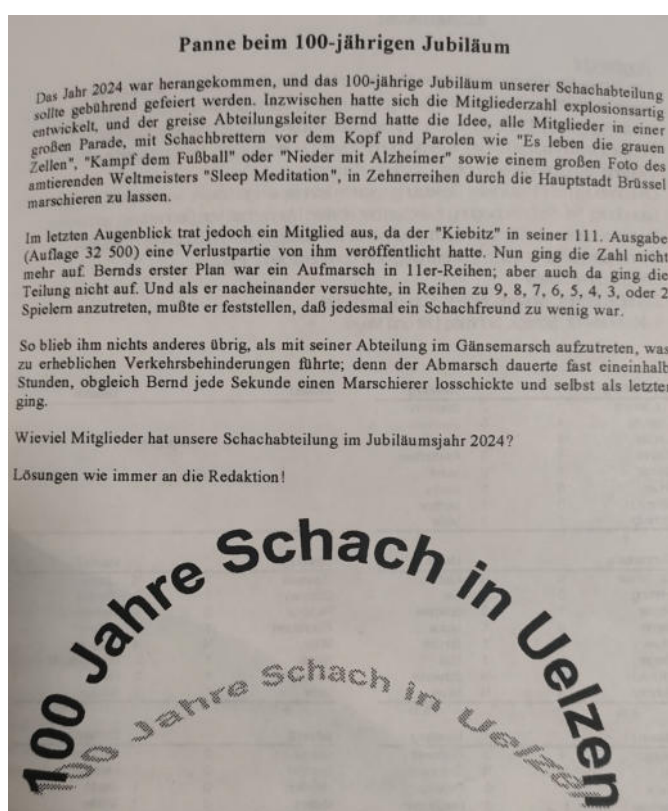 Panne beim 100-jährigen Jubiläum
Das Jahr 2024 war herangekommen, und das 100-jährige Jubiläum unserer Schachabteilung
sollte gebührend gefeiert werden. Inzwischen hatte sich die Mitgliederzahl explosionsartig
entwickelt, und der greise Abteilungsleiter Bernd hatte die Idee, alle Mitglieder in einer
großen Parade, mit Schachbrettern vor dem Kopf und Parolen wie "Es leben die grauen
Zellen", "Kampf dem Fußball" oder "Nieder mit Alzheimer" sowie einem großen Foto des
amtierenden Weltmeisters "Sleep Meditation", in Zehnerreihen durch die Hauptstadt Brüssel
marschieren zu lassen.
Im letzten Augenblick trat jedoch ein Mitglied aus, da der "Kiebitz" in seiner 111. Ausgabe
(Auflage 32 500) eine Verlustpartie von ihm veröffentlicht hatte. Nun ging die Zahl nicht
mehr auf. Bernds erster Plan war ein Aufmarsch in 11er-Reihen; aber auch da ging die
Teilung nicht auf. Und als er nacheinander versuchte, in Reihen zu 9, 8, 7, 6, 5, 4, 3, oder 2
Spielern anzutreten, mußte er feststellen, daß jedesmal ein Schachfreund zu wenig war.
So blieb ihm nichts anderes übrig, als mit seiner Abteilung im Gänsemarsch aufzutreten, was
zu erheblichen Verkehrsbehinderungen führte; denn der Abmarsch dauerte fast eineinhalb
Stunden, obgleich Bernd jede Sekunde einen Marschierer losschickte und selbst als letzter
ging.
Wieviel Mitglieder hat unsere Schachabteilung im Jubiläumsjahr 2024?
Lösungen wie immer an die Redaktion!
100 Jahre Schach in Uelzen
100 Jahre Schach in Uelzen